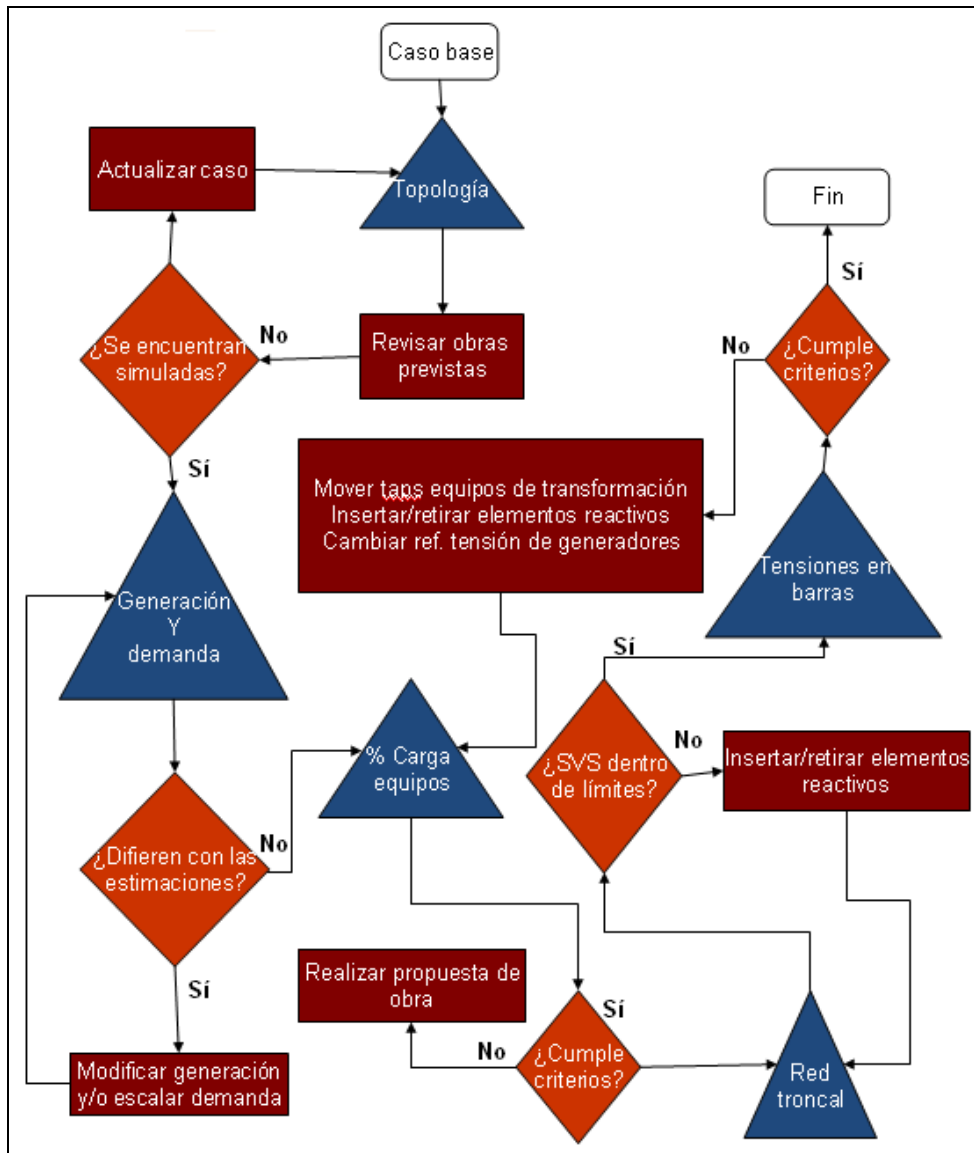 Caso base
Topología
Actualizar caso
Revisar obras
previstas
No
¿Se encuentran
simuladas?
Sí
Generación
Y
demanda
¿Difieren con las
estimaciones?
No
Sí
Modificar generación
y/o escalar demanda
% Carga
equipos
¿Cumple
criterios?
No
Sí
Realizar propuesta de
obra
Red
troncal
¿SVS dentro
de límites?
No
Insertar/retirar elementos
reactivos
Sí
Tensiones en
barras
¿Cumple
criterios?
No
Mover taps equipos de transformación
Insertar/retirar elementos reactivos
Cambiar ref. tensión de generadores
Sí
Fin